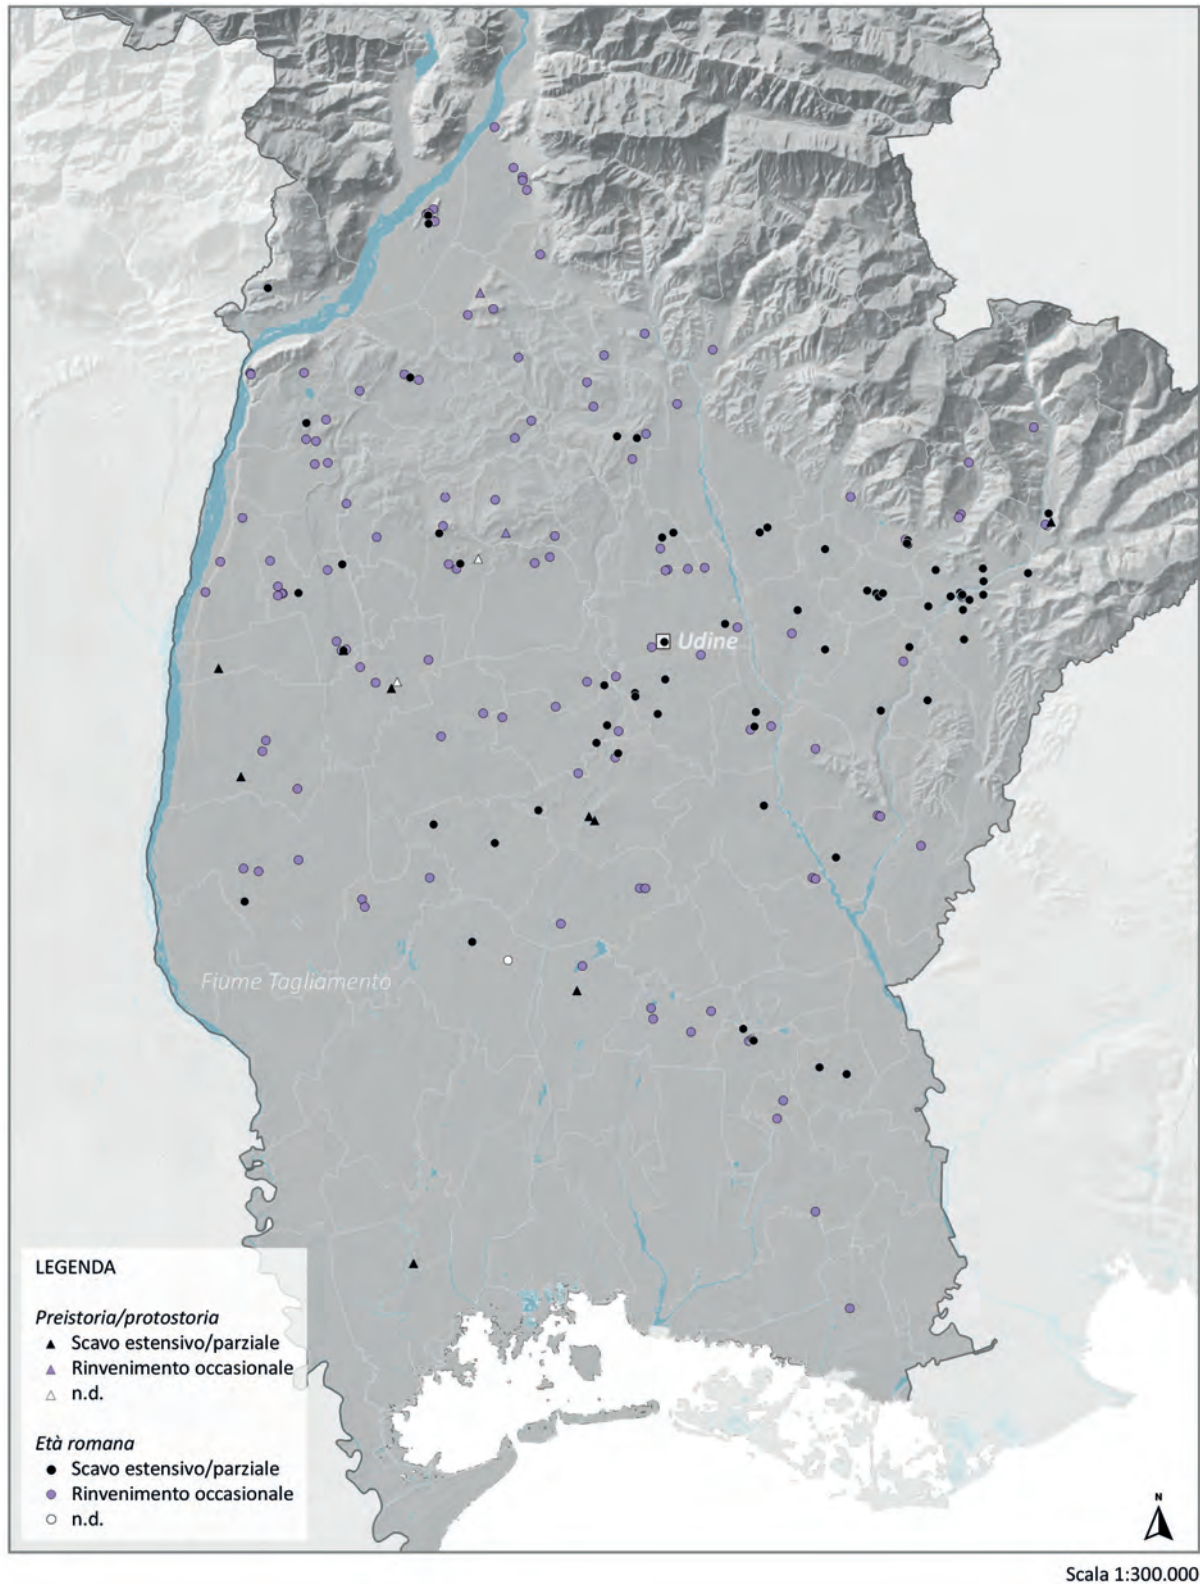 Udine
Fiume Tagliamento
LEGENDA
Preistoria/protostoria
Scavo estensivo/parziale
Rinvenimento occasionale
n.d.
Età romana
Scavo estensivo/parziale
Rinvenimento occasionale
n.d.
N
Scala 1:300.000